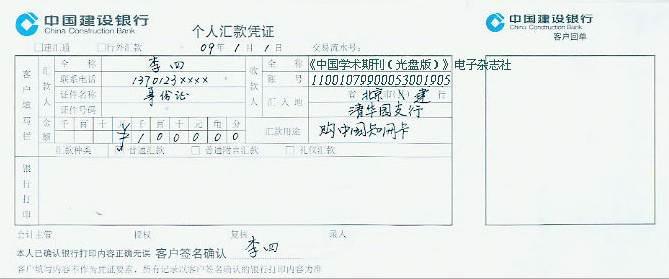 中国建设银行
China Construction Bank
个人汇款凭证
中国建设银行
China Construction Bank
客户回单
速汇通 行外汇款 09年1月1日 交易流水号:
客户填写栏
汇款人
全称 李四
联系电话 1370123××××
证件名称 身份证
证件号码
收款人
全称 《中国学术期刊(光盘版)》电子杂志社
账号 11001079900053001905
汇入地 省 北京 市(县) 建 行
清华园支行
金额
千 百 十 千 百 十 元 角 分
¥ 1 0 0 0 0 0
汇款用途 购中国知网卡
汇款种类 普通汇款 普通附言汇款 礼仪汇款
银行打印
会计主管 授权 复核 录入
本人已确认银行打印内容正确无误 客户签名确认 李四
客户填写内容不作为凭证要素，所有记录以客户签名确认的银行打印内容为准